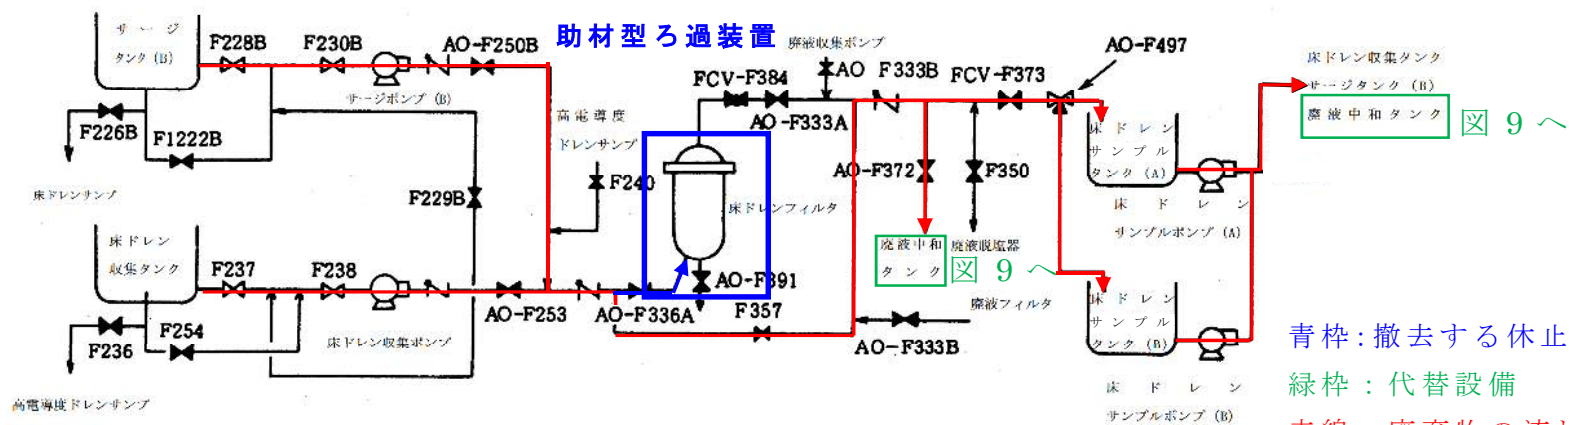 サージ
タンク (B)
F228B
F230B
AO-F250B
サージポンプ (B)
F226B
F1222B
床ドレンサンプ
F229B
床ドレン
収集タンク
F237
F238
F236
F254
床ドレン収集ポンプ
高電導度ドレンサンプ
AO-F253
高電導度
ドレンサンプ
F240
助材型ろ過装置
廃液収集ポンプ
AO
FCV-F384
AO-F333A
F333B
FCV-F373
AO-F497
床ドレンフィルタ
AO-F391
AO-F336A
F357
AO-F372
F350
廃液中和
タンク
図 9 へ
廃液脱塩器
廃液フィルタ
AO-F333B
床ドレン
サンプル
タンク (A)
床ドレン
サンプルポンプ (A)
床ドレン
サンプル
タンク (B)
床ドレン
サンプルポンプ (B)
床ドレン収集タンク
サージタンク (B)
廃液中和タンク
図 9 へ
青枠:撤去する休止
緑枠:代替設備